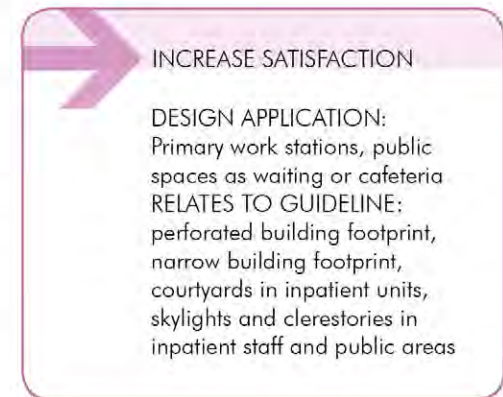 INCREASE SATISFACTION
DESIGN APPLICATION:
Primary work stations, public
spaces as waiting or cafeteria
RELATES TO GUIDELINE:
perforated building footprint,
narrow building footprint,
courtyards in inpatient units,
skylights and clerestories in
inpatient staff and public areas